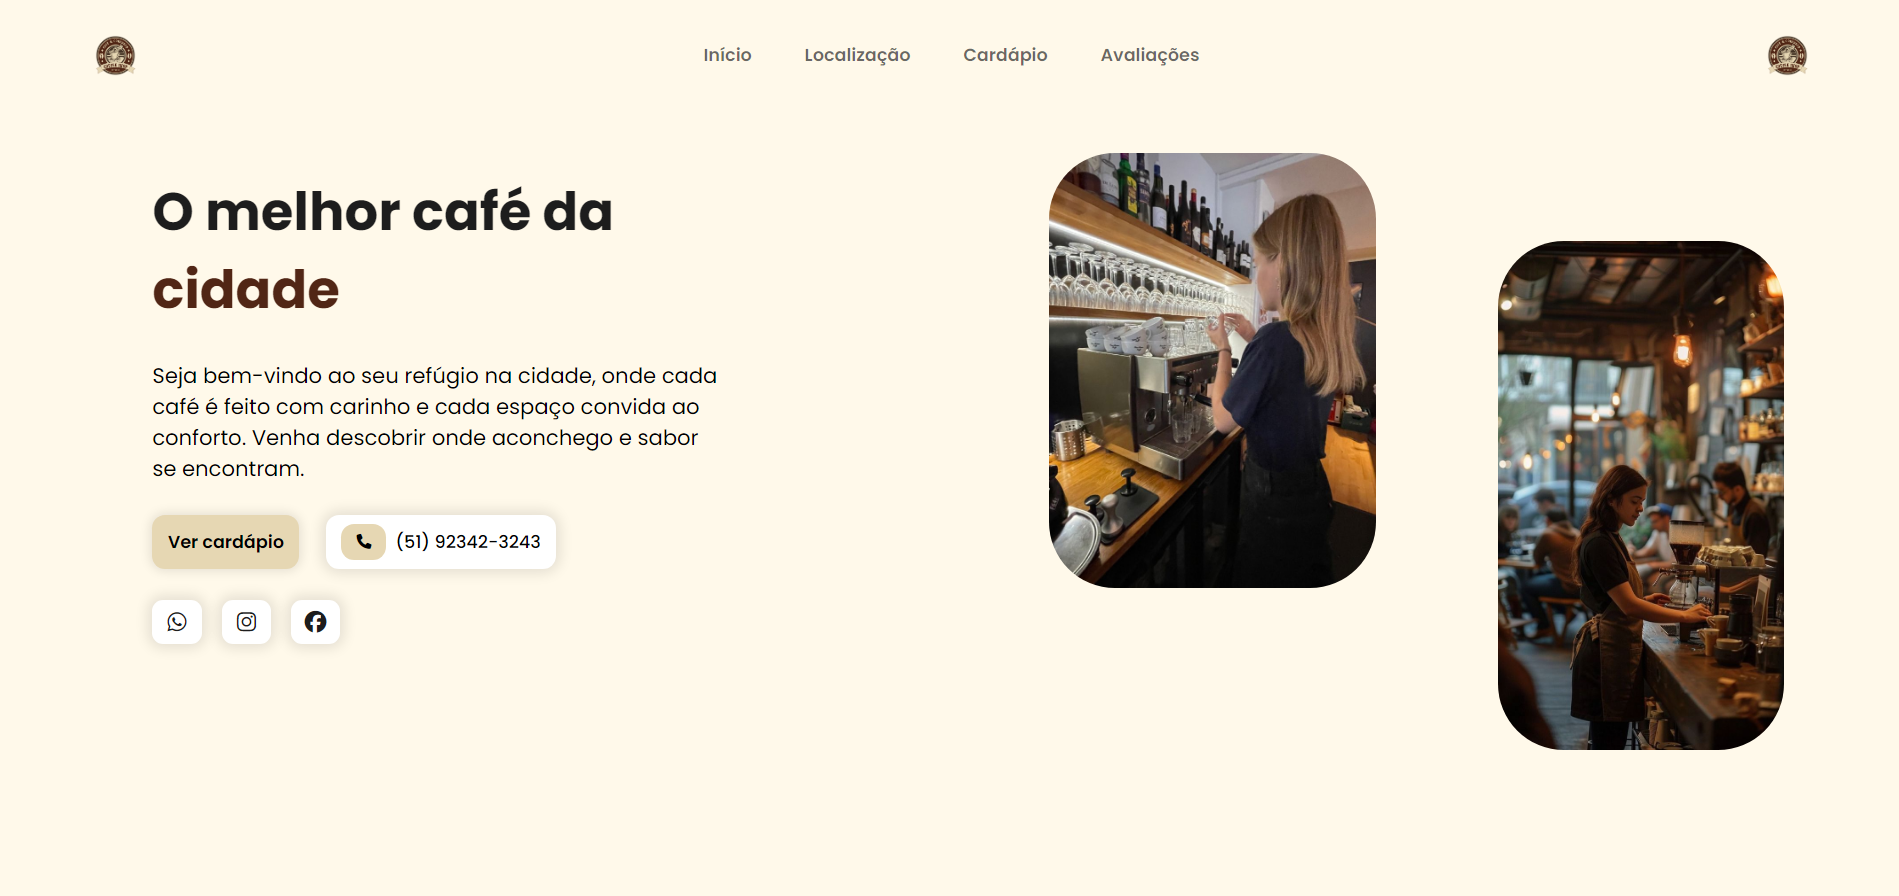 Início Localização Cardápio Avaliações
O melhor café da
cidade
Seja bem-vindo ao seu refúgio na cidade, onde cada
café é feito com carinho e cada espaço convida ao
conforto. Venha descobrir onde aconchego e sabor
se encontram.
Ver cardápio (51) 92342-3243